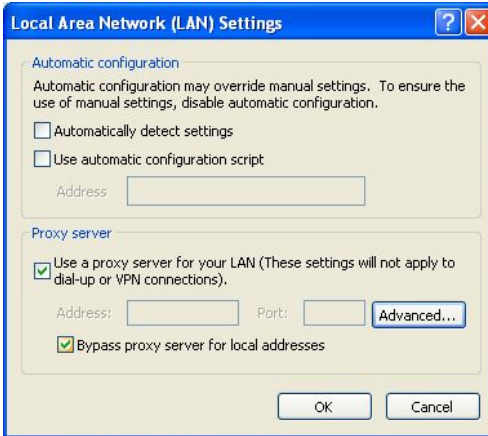 Local Area Network (LAN) Settings
Automatic configuration
Automatic configuration may override manual settings. To ensure the
use of manual settings, disable automatic configuration.
Automatically detect settings
Use automatic configuration script
Address
Proxy server
Use a proxy server for your LAN (These settings will not apply to
dial-up or VPN connections).
Address:
Port:
Advanced...
Bypass proxy server for local addresses
OK
Cancel